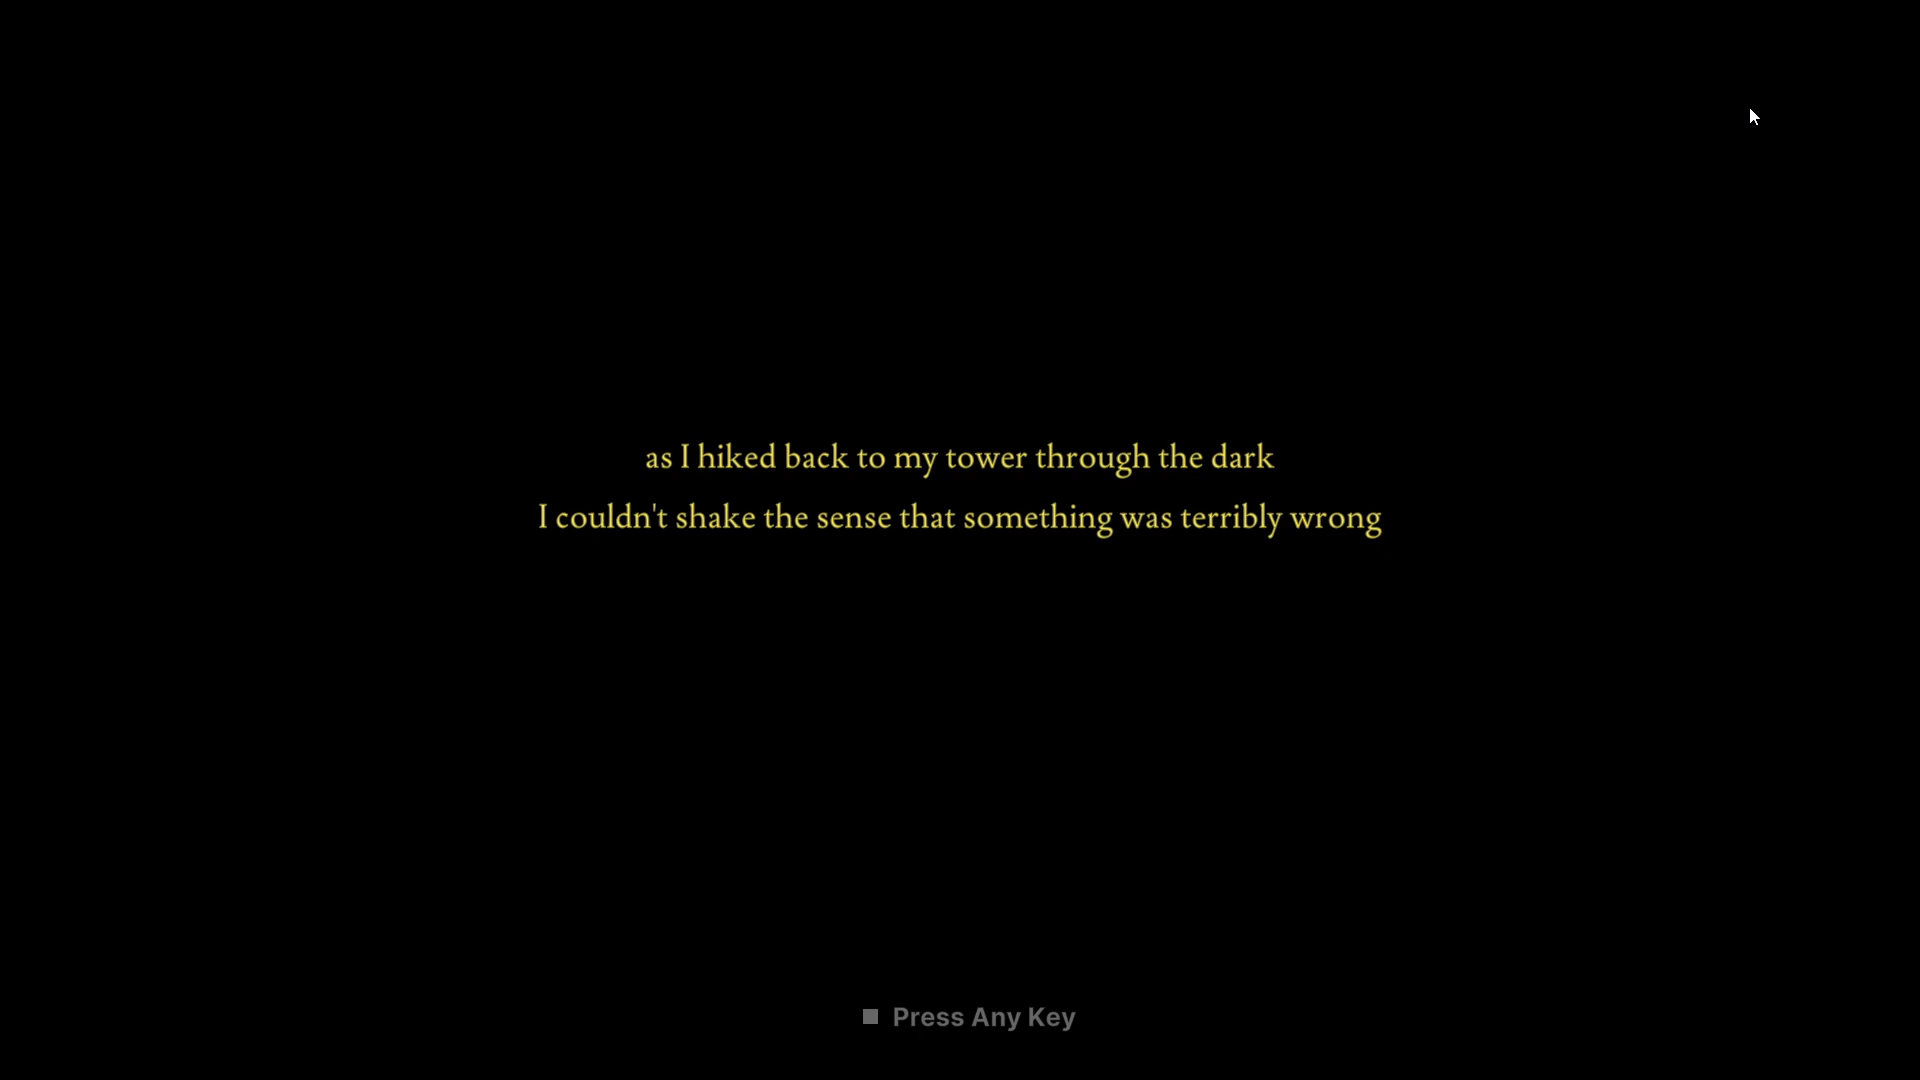 as I hiked back to my tower through the dark
I couldn't shake the sense that something was terribly wrong
Press Any Key